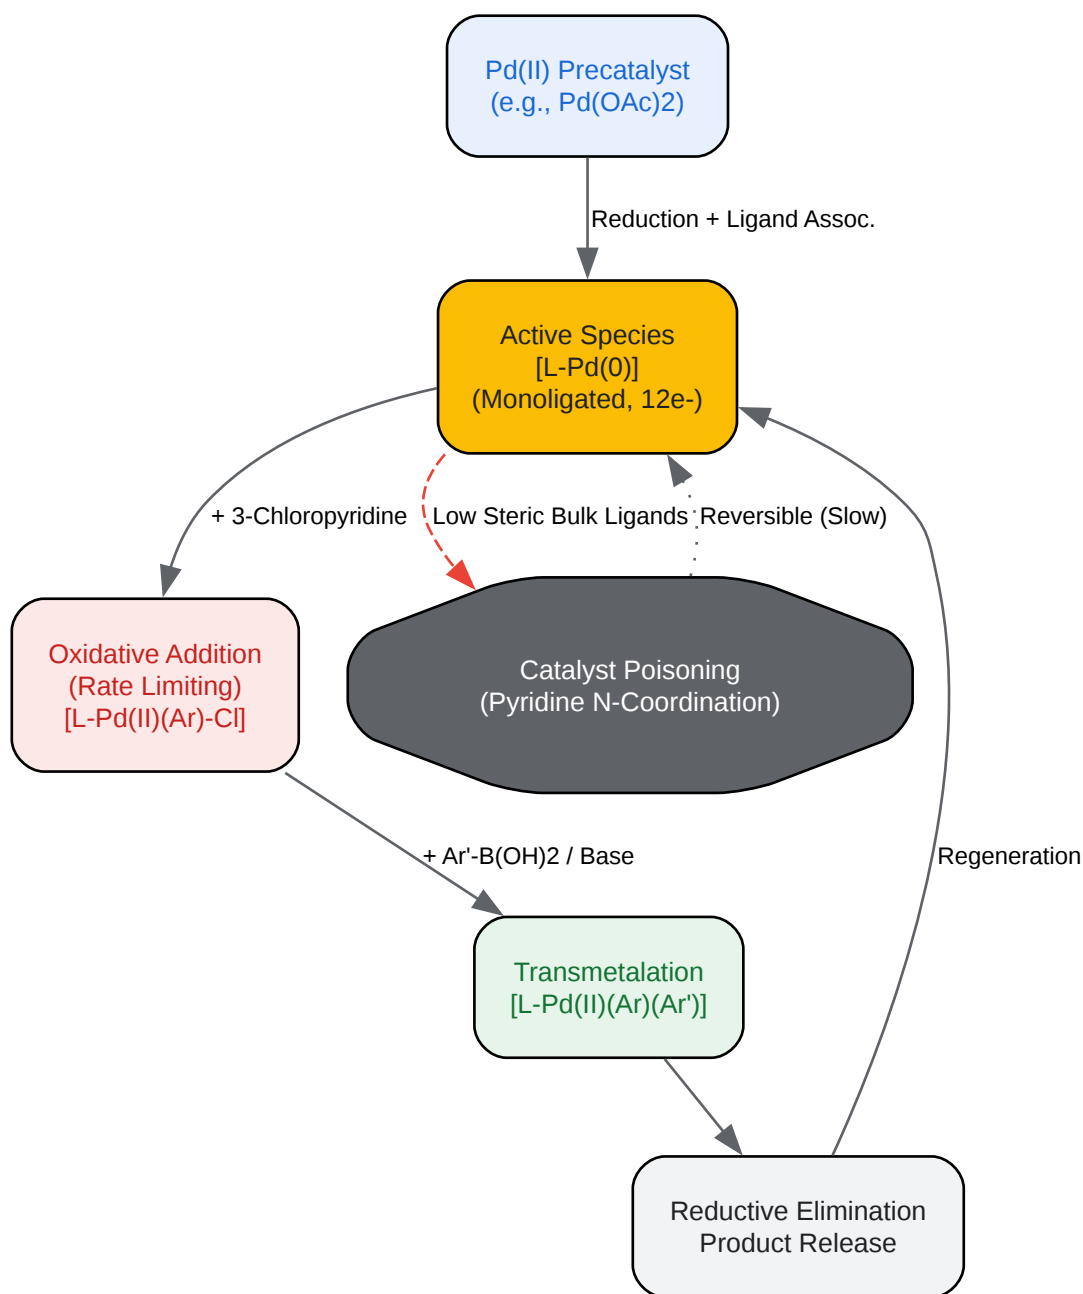 Pd(II) Precatalyst
(e.g., Pd(OAc)2)
Reduction + Ligand Assoc.
Active Species
[L-Pd(0)]
(Monoligated, 12e-)
+ 3-Chloropyridine
Low Steric Bulk Ligands
Reversible (Slow)
Oxidative Addition
(Rate Limiting)
[L-Pd(II)(Ar)-Cl]
Catalyst Poisoning
(Pyridine N-Coordination)
+ Ar'-B(OH)2 / Base
Regeneration
Transmetalation
[L-Pd(II)(Ar)(Ar')]
Reductive Elimination
Product Release